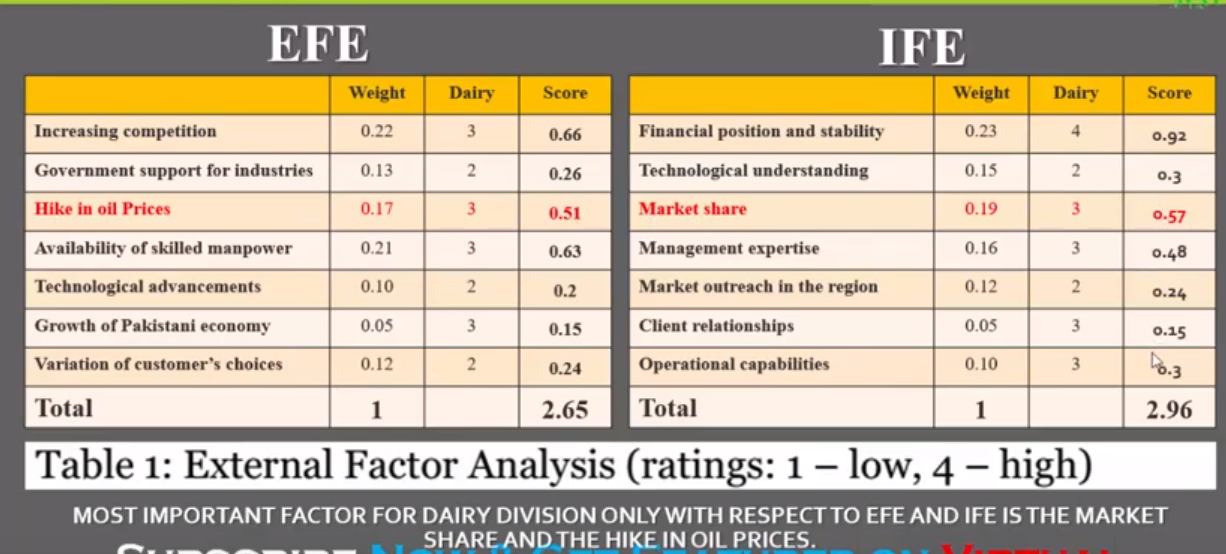 EFE
Weight Dairy Score
Increasing competition 0.22 3 0.66
Government support for industries 0.13 2 0.26
Hike in oil Prices 0.17 3 0.51
Availability of skilled manpower 0.21 3 0.63
Technological advancements 0.10 2 0.2
Growth of Pakistani economy 0.05 3 0.15
Variation of customer's choices 0.12 2 0.24
Total 1 2.65
IFE
Weight Dairy Score
Financial position and stability 0.23 4 0.92
Technological understanding 0.15 2 0.3
Market share 0.19 3 0.57
Management expertise 0.16 3 0.48
Market outreach in the region 0.12 2 0.24
Client relationships 0.05 3 0.15
Operational capabilities 0.10 3 0.3
Total 1 2.96
Table 1: External Factor Analysis (ratings: 1 – low, 4 – high)
MOST IMPORTANT FACTOR FOR DAIRY DIVISION ONLY WITH RESPECT TO EFE AND IFE IS THE MARKET
SHARE AND THE HIKE IN OIL PRICES.